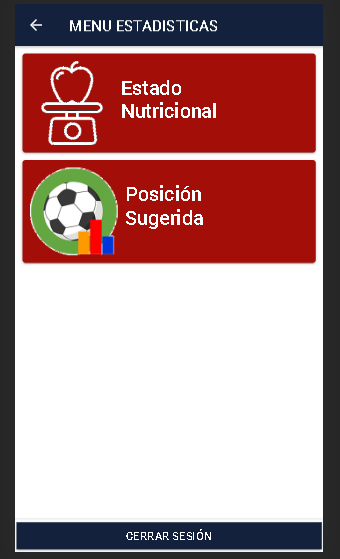 MENU ESTADISTICAS
Estado
Nutricional
Posición
Sugerida
CERRAR SESIÓN